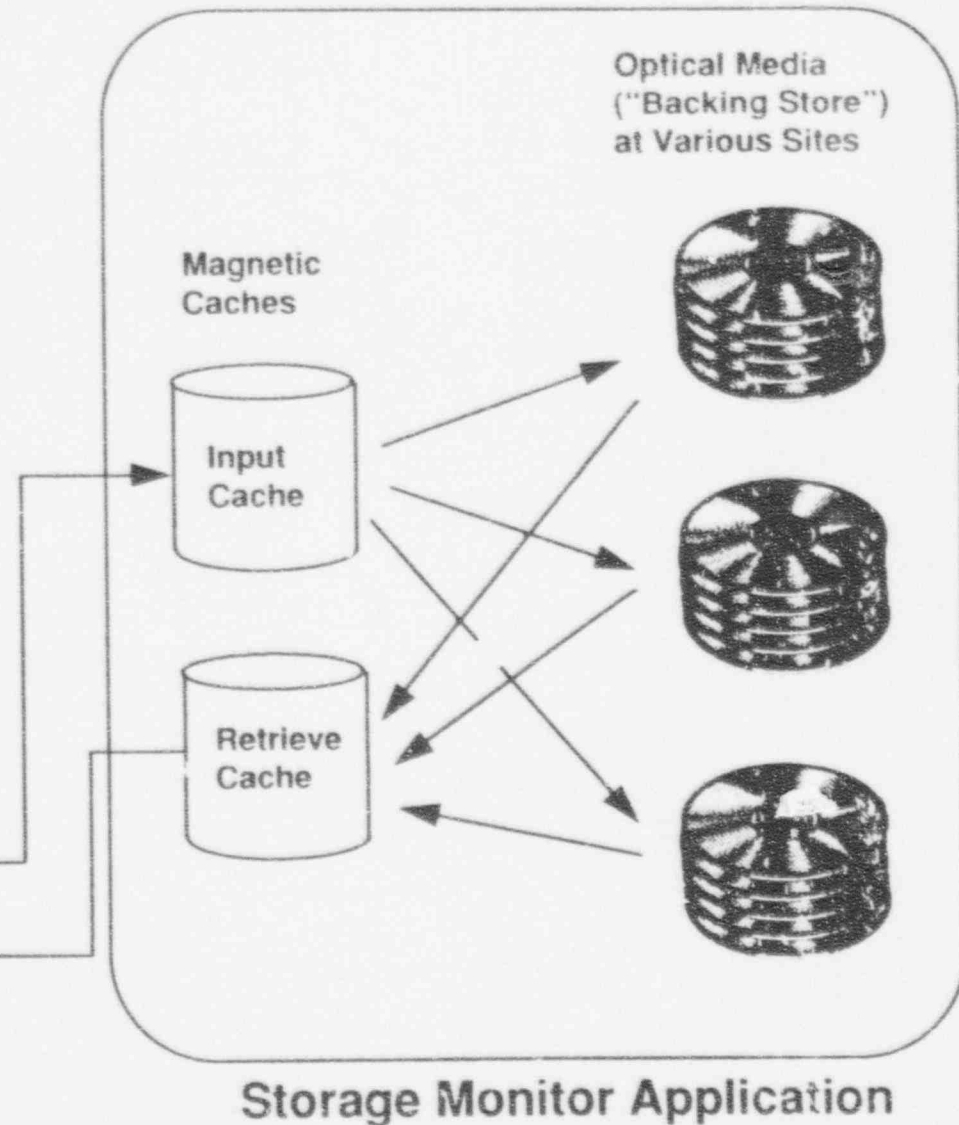 Optical Media
("Backing Store")
at Various Sites
Magnetic
Caches
Input
Cache
Retrieve
Cache
Storage Monitor Application